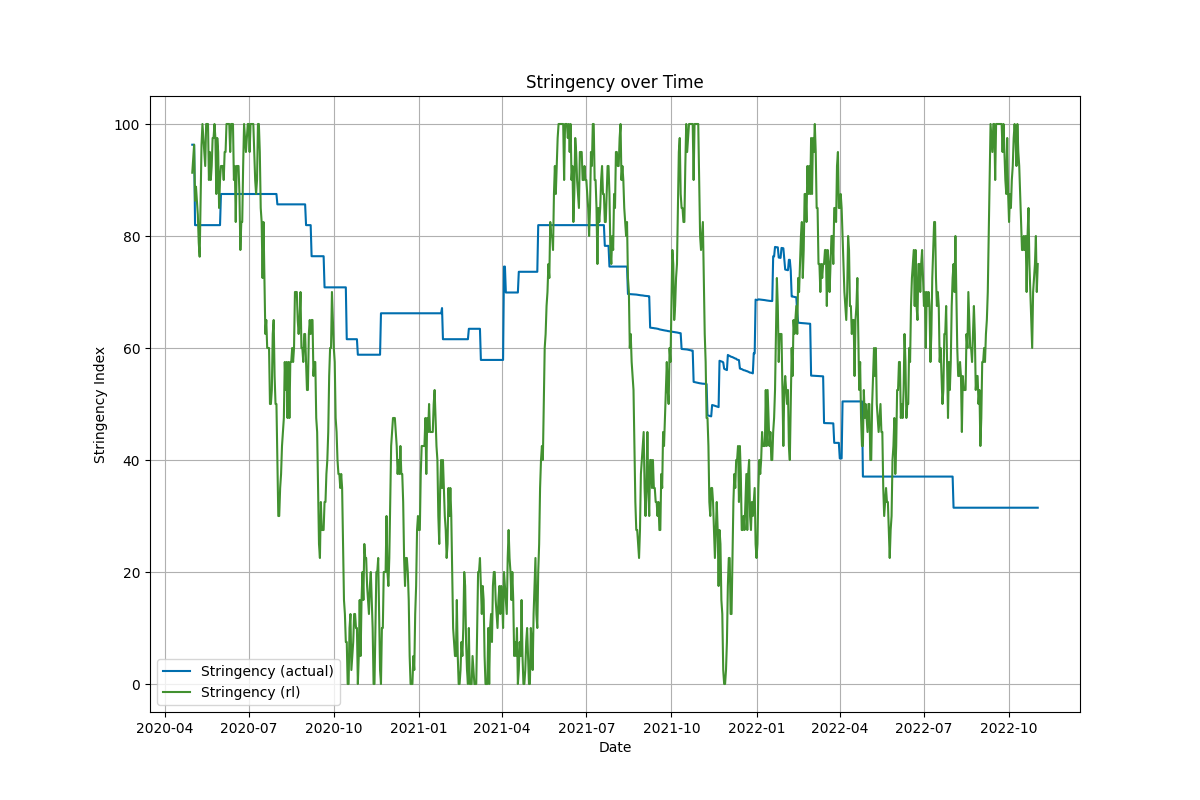 Stringency over Time
Stringency Index
100
80
60
40
20
0
Stringency (actual)
Stringency (rl)
2020-04 2020-07 2020-10 2021-01 2021-04 2021-07 2021-10 2022-01 2022-04 2022-07 2022-10
Date